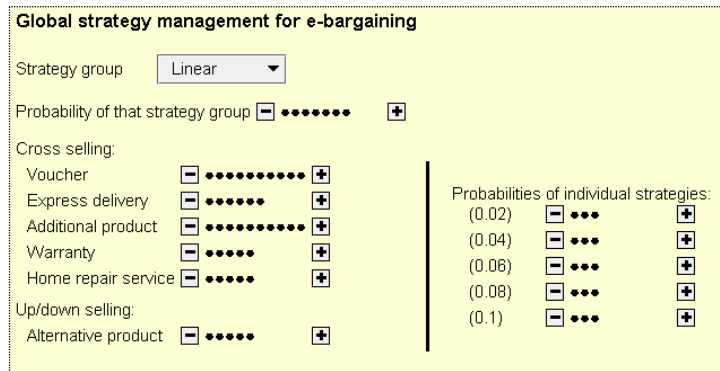 Global strategy management for e-bargaining
Strategy group Linear
Probability of that strategy group
Cross selling:
Voucher
Express delivery
Additional product
Warranty
Home repair service
Up/down selling:
Alternative product
Probabilities of individual strategies:
(0.02)
(0.04)
(0.06)
(0.08)
(0.1)